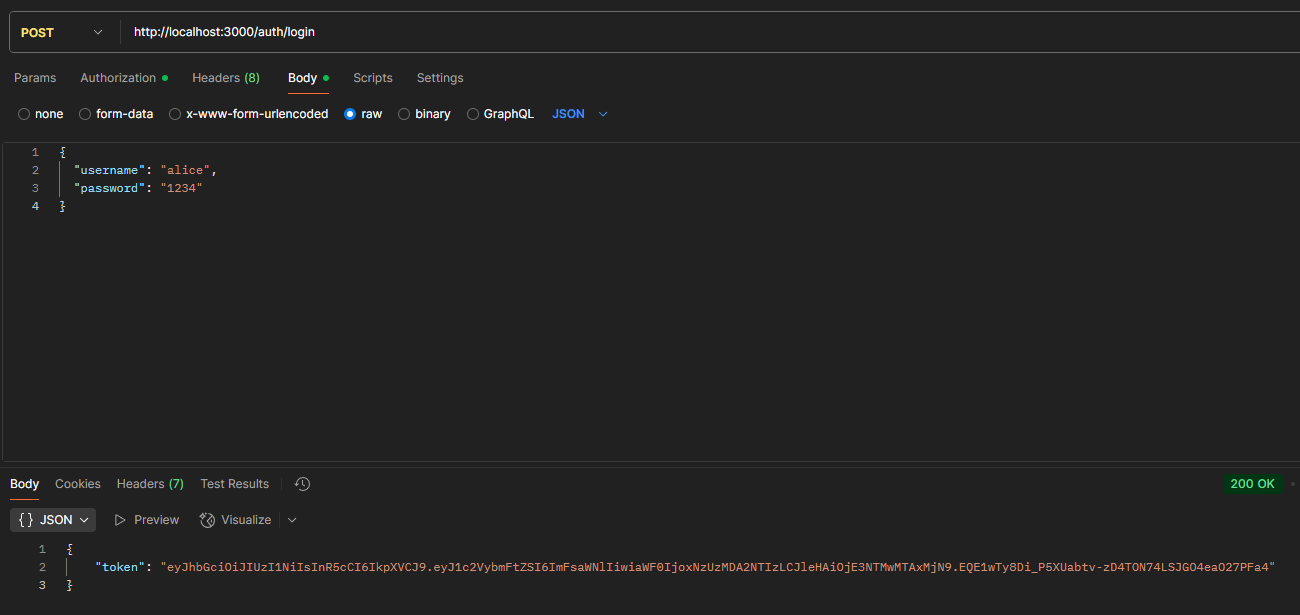 POST http://localhost:3000/auth/login
Params Authorization Headers (8) Body Scripts Settings
none form-data x-www-form-urlencoded raw binary GraphQL JSON
1 {
2 "username": "alice",
3 "password": "1234"
4 }
Body Cookies Headers (7) Test Results 200 OK
{} JSON Preview Visualize
1 {
2 "token": "eyJhbGciOiJIUzI1NiIsInR5cCI6IkpXVCJ9.eyJ1c2VybmFtZSI6ImFsaWNlIiwiaWF0IjoxNzUzMDA2NTIzLCJleHAiOjE3NTMwMTAxMjN9.EQE1wTy8Di_P5XUabtv-zD4TON74LSJGO4eaO27PFa4"
3 }